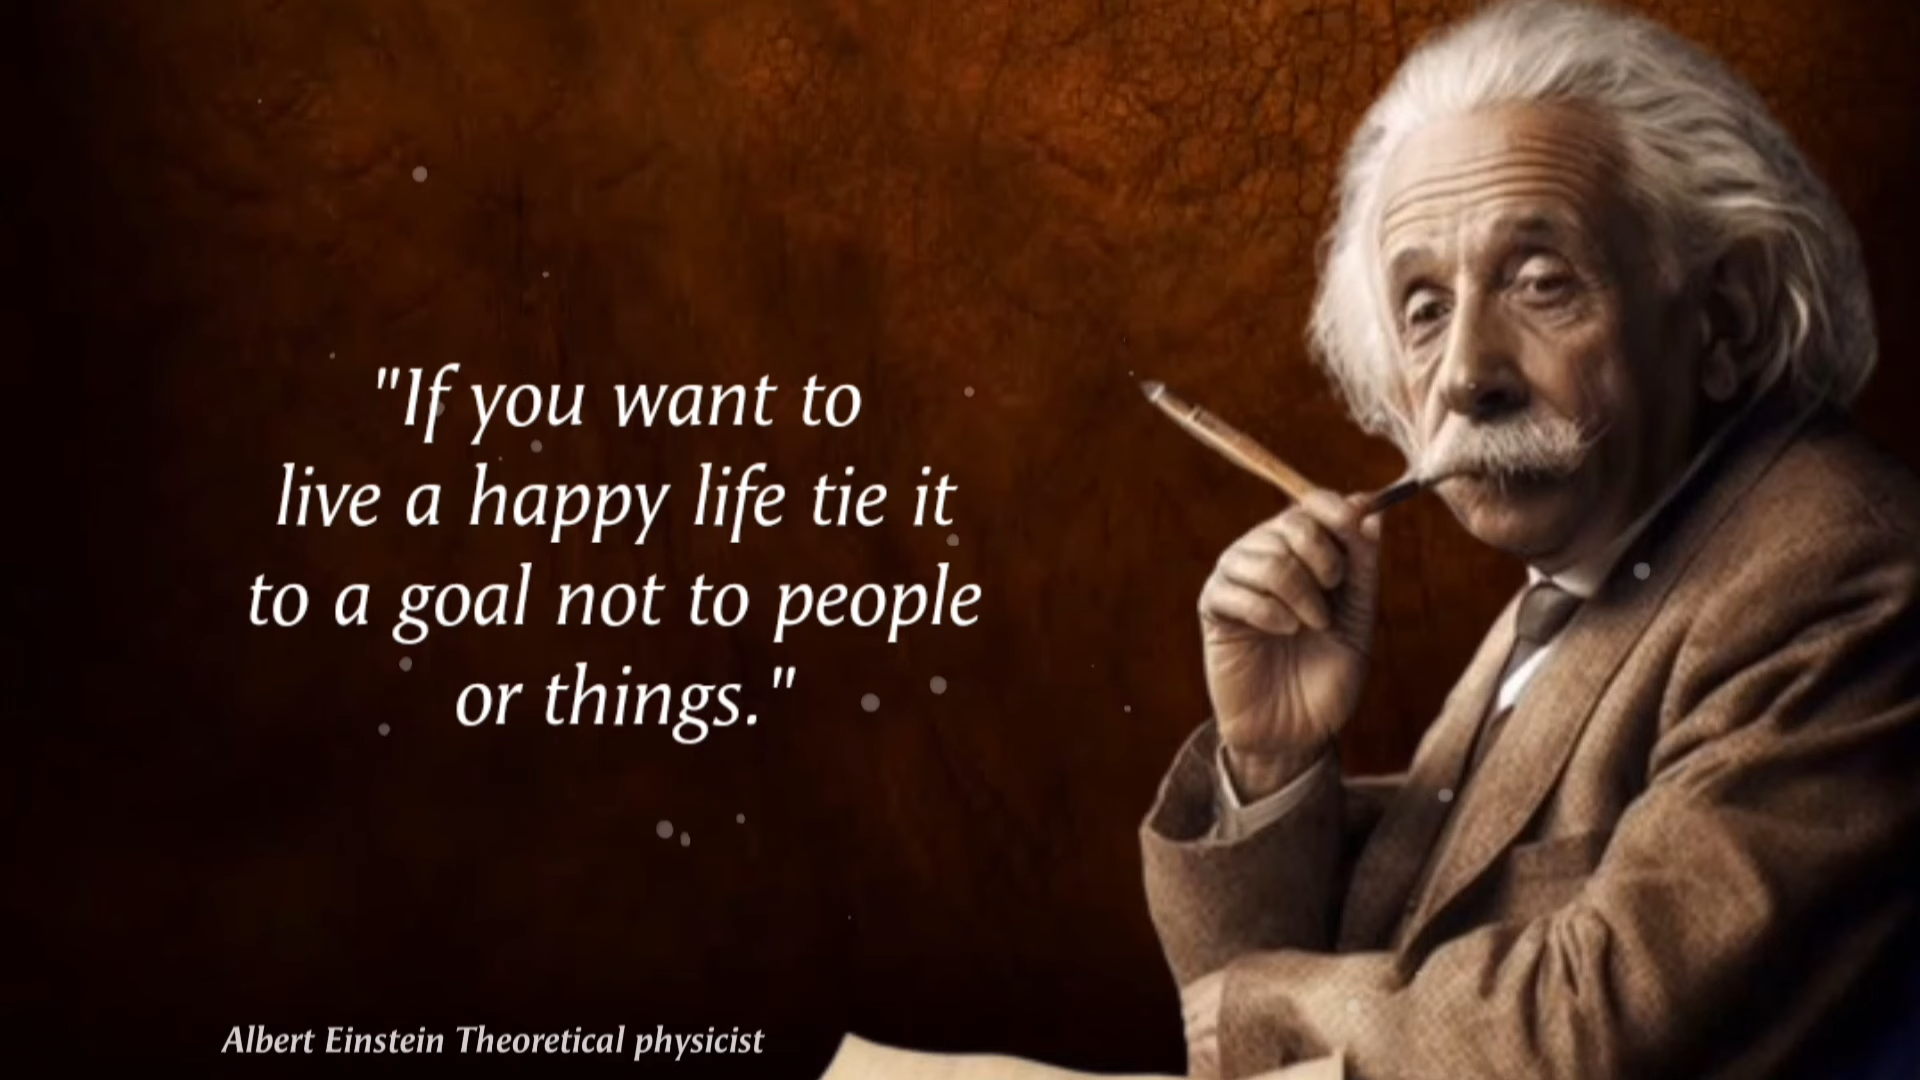 "If you want to
live a happy life tie it
to a goal not to people
or things."
Albert Einstein Theoretical physicist